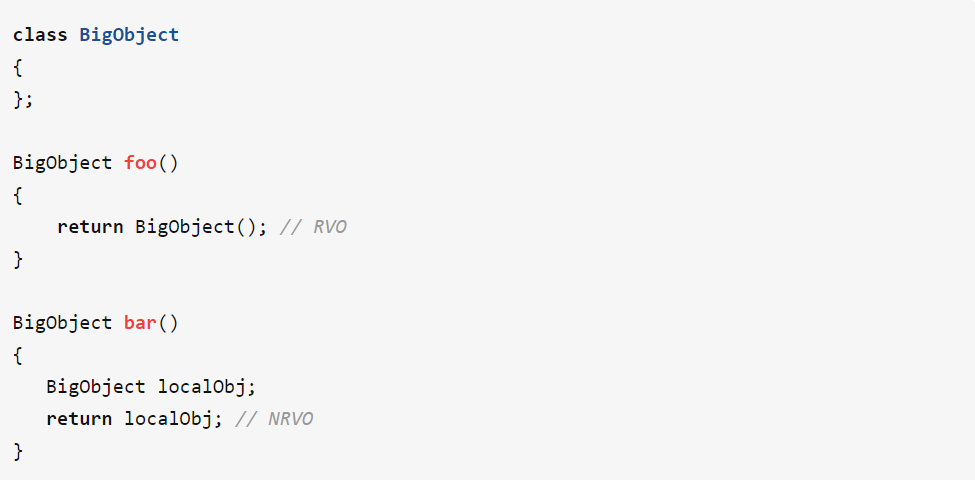 class BigObject
{
};
BigObject foo()
{
    return BigObject(); // RVO
}
BigObject bar()
{
   BigObject localObj;
   return localObj; // NRVO
}